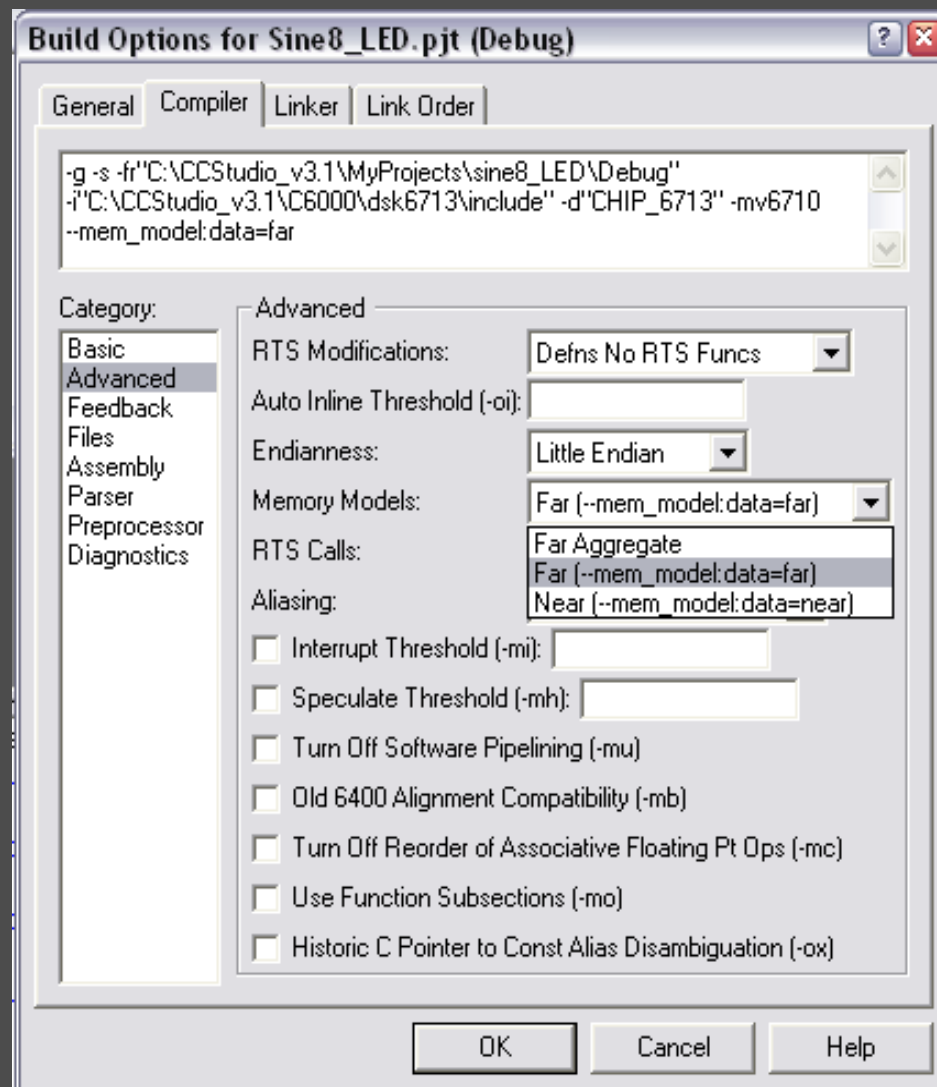 Build Options for Sine8_LED.pjt (Debug)
General Compiler Linker Link Order
-g -s -fr"C:\CCStudio_v3.1\MyProjects\sine8_LED\Debug"
-i"C:\CCStudio_v3.1\C6000\dsk6713\include" -d"CHIP_6713" -mv6710
--mem_model:data=far
Category:
Basic
Advanced
Feedback
Files
Assembly
Parser
Preprocessor
Diagnostics
Advanced
RTS Modifications: Defns No RTS Funcs
Auto Inline Threshold (-oi):
Endianness: Little Endian
Memory Models: Far (--mem_model:data=far)
Far Aggregate
Far (--mem_model:data=far)
Near (--mem_model:data=near)
RTS Calls:
Aliasing:
Interrupt Threshold (-mi):
Speculate Threshold (-mh):
Turn Off Software Pipelining (-mu)
Old 6400 Alignment Compatibility (-mb)
Turn Off Reorder of Associative Floating Pt Ops (-mc)
Use Function Subsections (-mo)
Historic C Pointer to Const Alias Disambiguation (-ox)
OK Cancel Help